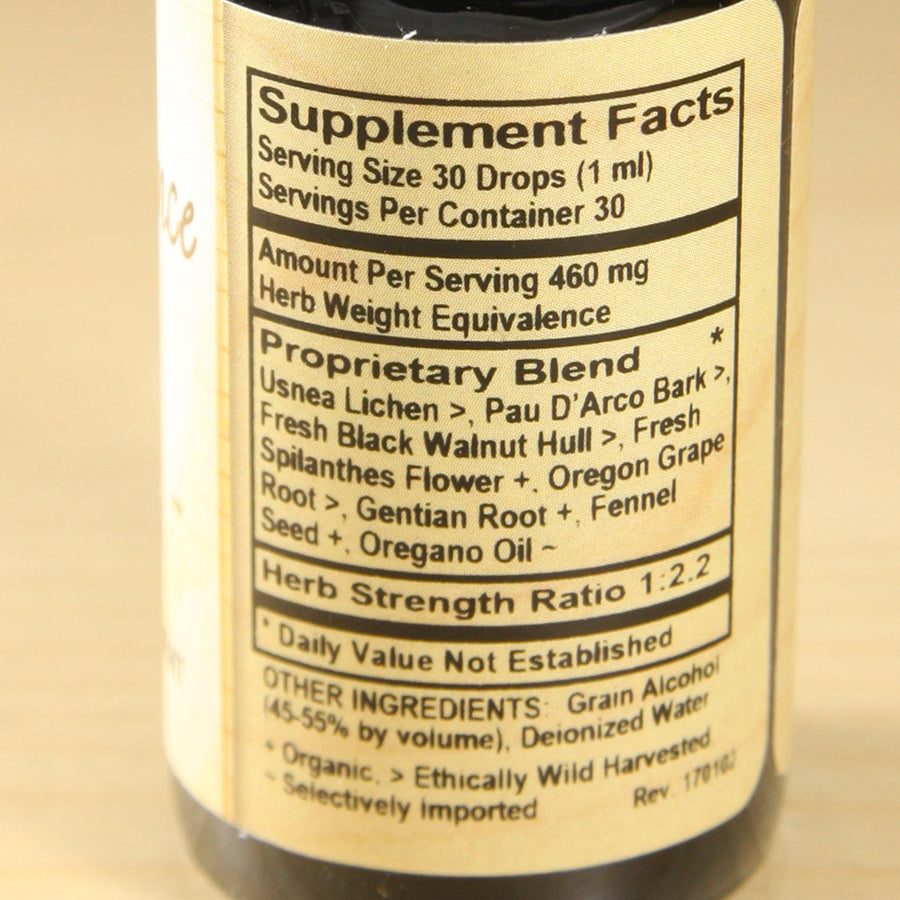 Supplement Facts
Serving Size 30 Drops (1 ml)
Servings Per Container 30
Amount Per Serving 460 mg
Herb Weight Equivalence
Proprietary Blend *
Usnea Lichen >, Pau D'Arco Bark >,
Fresh Black Walnut Hull >, Fresh
Spilanthes Flower +, Oregon Grape
Root >, Gentian Root +, Fennel
Seed +, Oregano Oil ~
Herb Strength Ratio 1:2.2
* Daily Value Not Established
OTHER INGREDIENTS: Grain Alcohol
(45-55% by volume), Deionized Water
+ Organic, > Ethically Wild Harvested
~ Selectively Imported
Rev. 170102